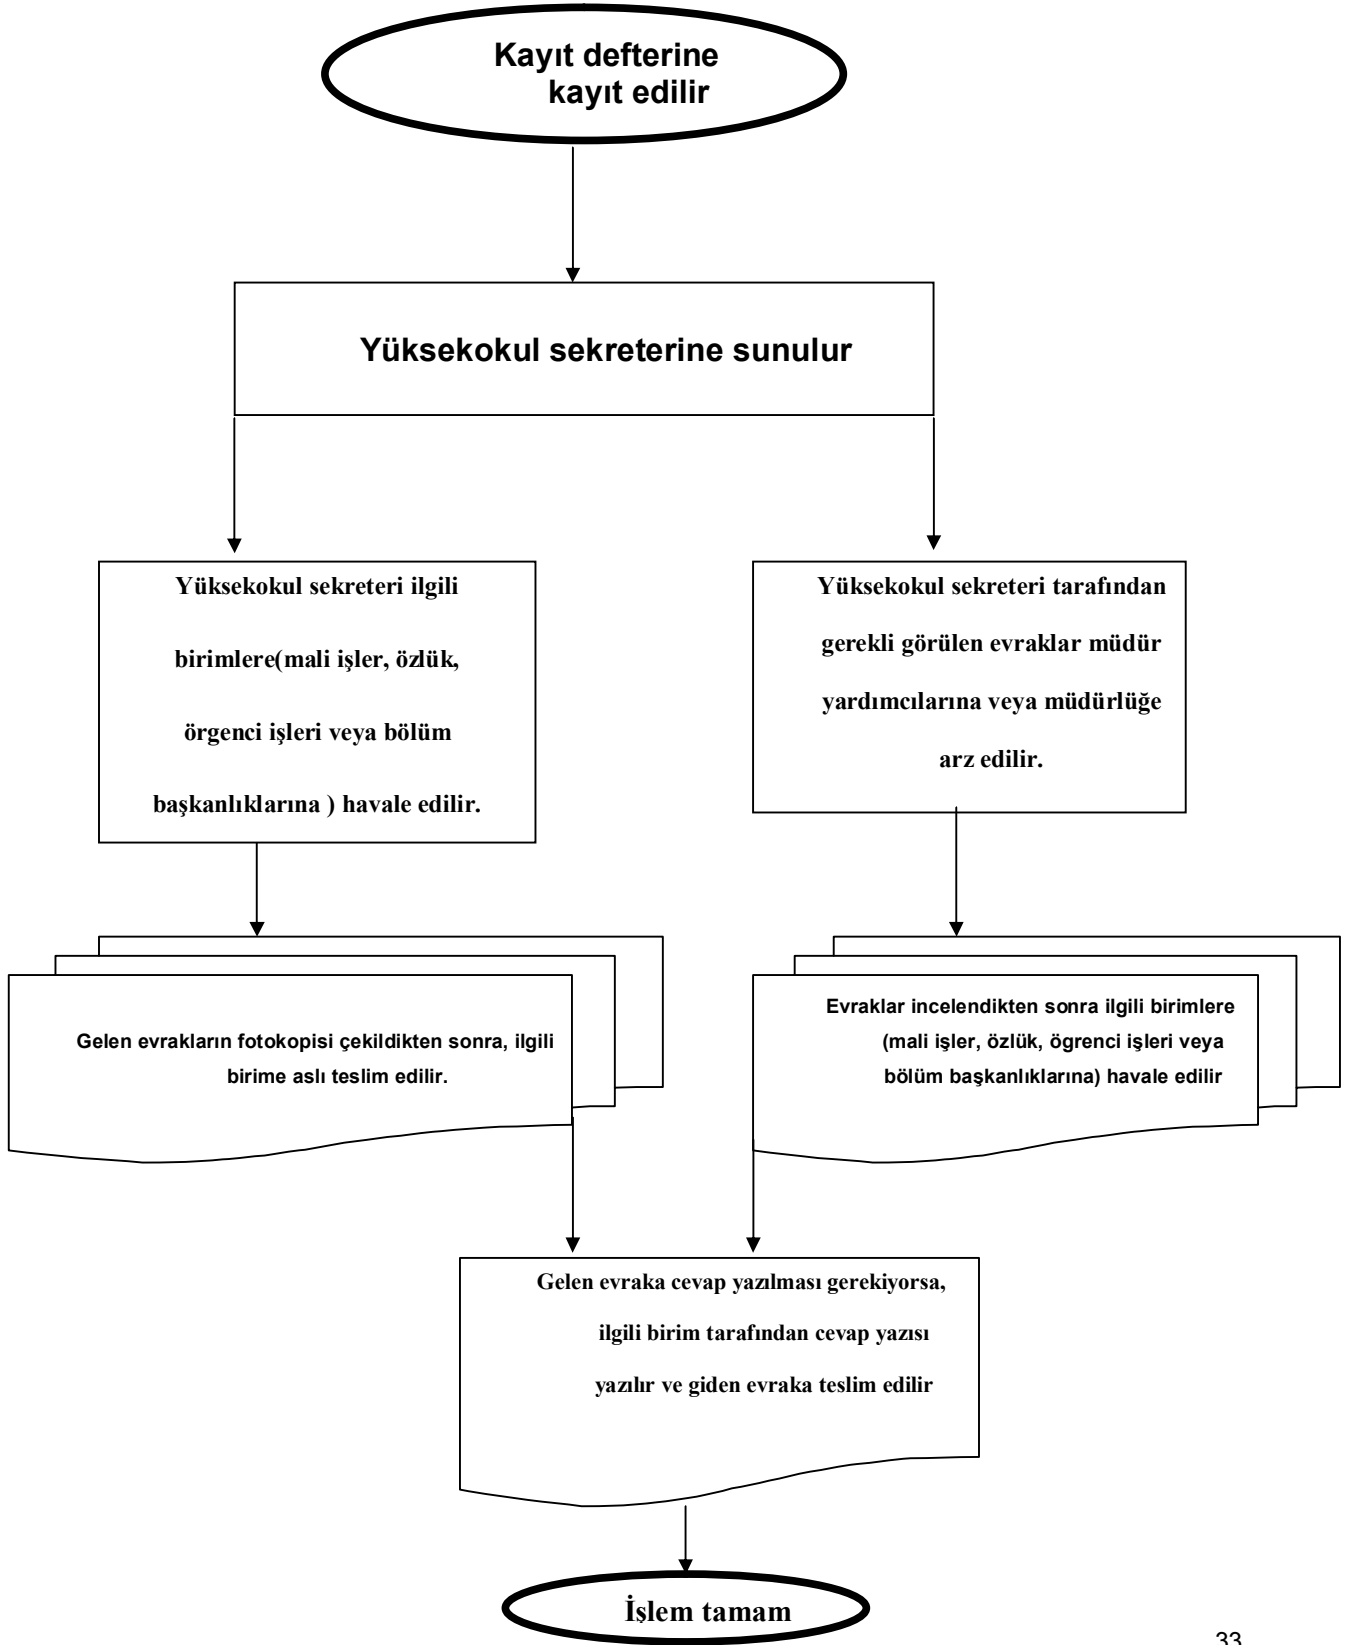 Kayıt defterine
kayıt edilir
Yüksekokul sekreterine sunulur
Yüksekokul sekreteri ilgili
birimlere(mali işler, özlük,
örgenci işleri veya bölüm
başkanlıklarına ) havale edilir.
Yüksekokul sekreteri tarafından
gerekli görülen evraklar müdür
yardımcılarına veya müdürlüğe
arz edilir.
Gelen evrakların fotokopisi çekildikten sonra, ilgili
birime aslı teslim edilir.
Evraklar incelendikten sonra ilgili birimlere
(mali işler, özlük, ögrenci işleri veya
bölüm başkanlıklarına) havale edilir
Gelen evraka cevap yazılması gerekiyorsa,
ilgili birim tarafından cevap yazısı
yazılır ve giden evraka teslim edilir
İşlem tamam
33